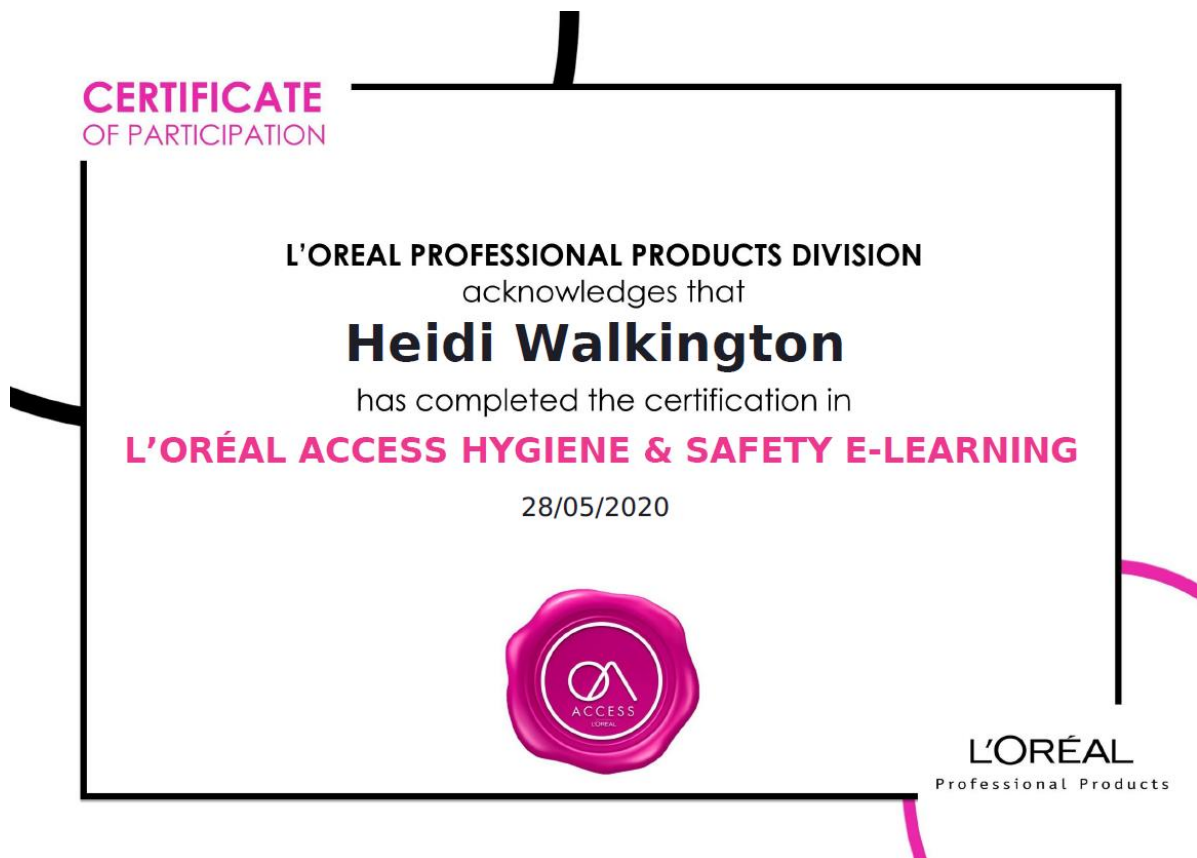 CERTIFICATE
OF PARTICIPATION
L'OREAL PROFESSIONAL PRODUCTS DIVISION
acknowledges that
Heidi Walkington
has completed the certification in
L'ORÉAL ACCESS HYGIENE & SAFETY E-LEARNING
28/05/2020
ACCESS
L'ORÉAL
L'ORÉAL
Professional Products